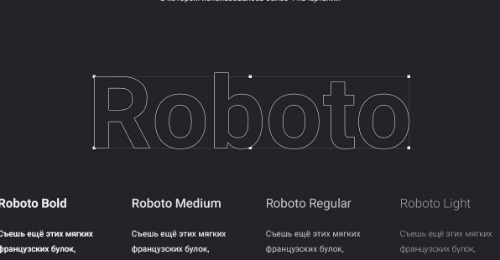 Roboto
Roboto Bold
Roboto Medium
Roboto Regular
Roboto Light
Съешь ещё этих мягких
французских булок,
Съешь ещё этих мягких
французских булок,
Съешь ещё этих мягких
французских булок,
Съешь ещё этих мягких
французских булок,